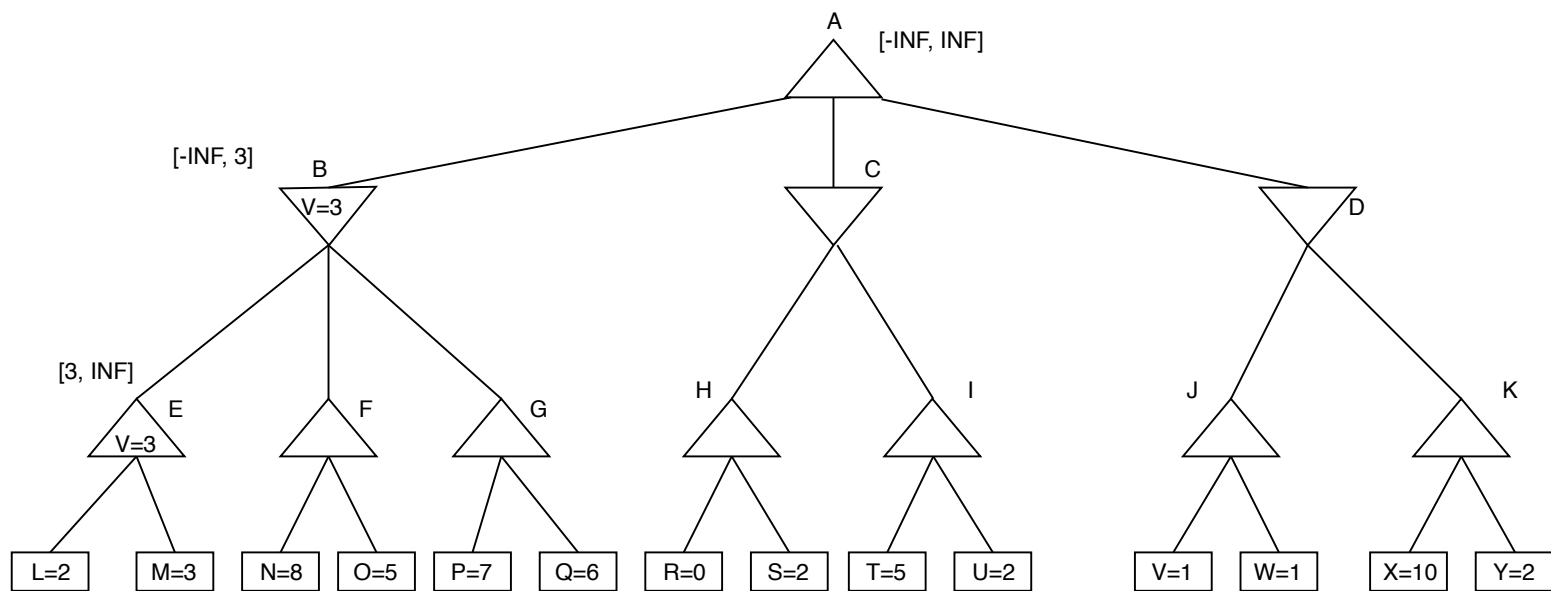 A
[-INF, INF]
[-INF, 3]
B
C
V=3
D
[3, INF]
E
F
G
H
I
J
K
V=3
L=2
M=3
N=8
O=5
P=7
Q=6
R=0
S=2
T=5
U=2
V=1
W=1
X=10
Y=2